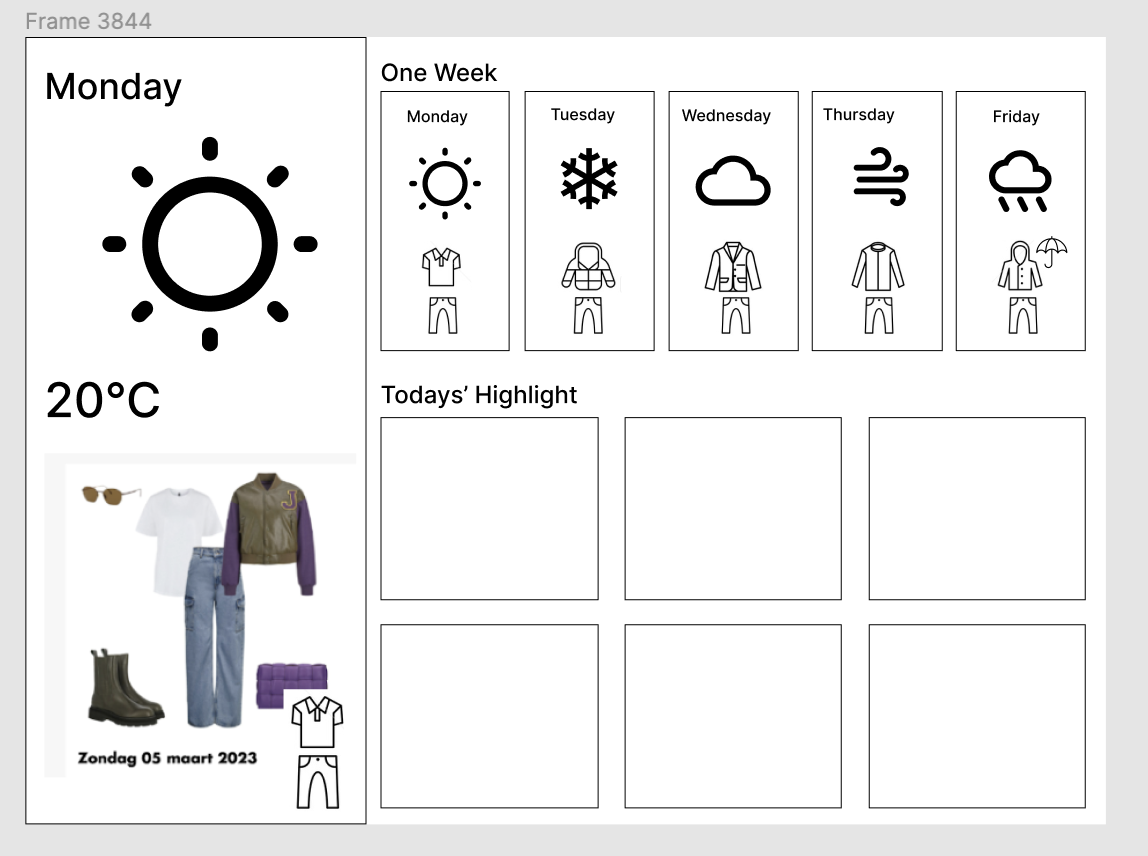 Frame 3844
Monday
20°C
J
Zondag 05 maart 2023
One Week
Monday
Tuesday
Wednesday
Thursday
Friday
Todays’ Highlight